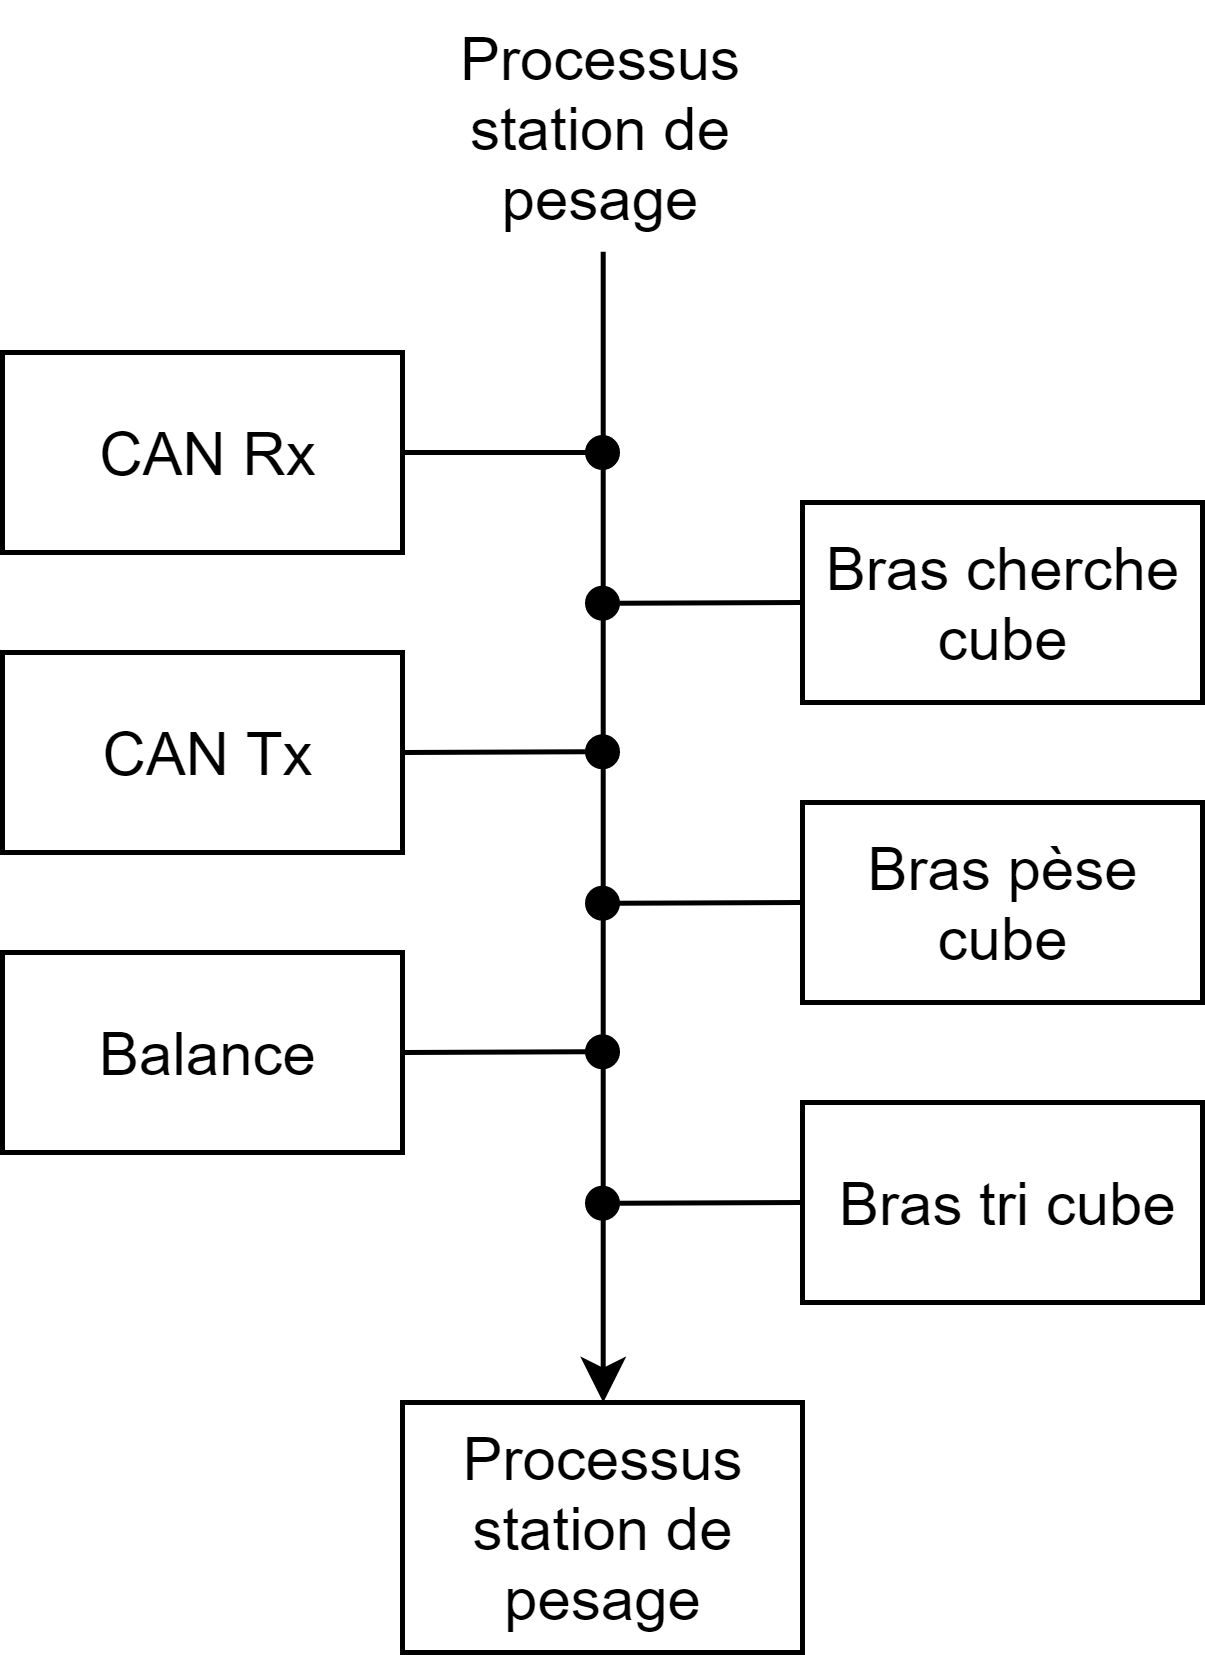 Processus
station de
pesage
CAN Rx
Bras cherche
cube
CAN Tx
Bras pèse
cube
Balance
Bras tri cube
Processus
station de
pesage